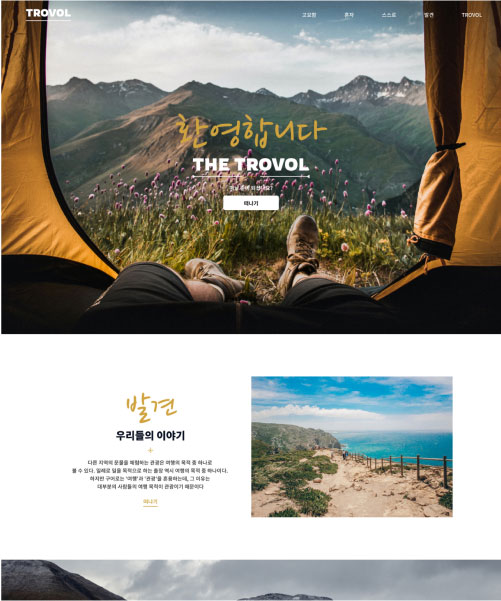 TROVOL
고요함 혼자 스스로 발견 TROVOL
환영합니다
THE TROVOL
떠나기
발견
우리들의 이야기
다른 지역의 문물을 체험하는 관광은 여행의 목적 중 하나로
볼 수 있다. 일례로 일을 목적으로 하는 출장 역시 여행의 목적 중 하나이다.
하지만 구어로는 '여행'과 '관광'을 혼용하는데, 그 이유는
대부분의 사람들의 여행 목적이 관광이기 때문이다
떠나기